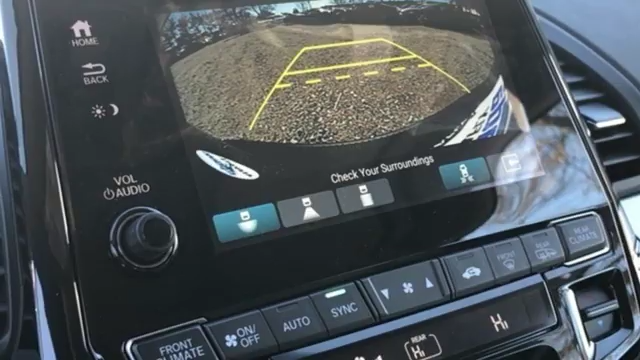 HOME
BACK
VOL
AUDIO
Check Your Surroundings
FRONT
CLIMATE
ON/
OFF
AUTO
SYNC
FRONT
REAR
REAR
CLIMATE
REAR